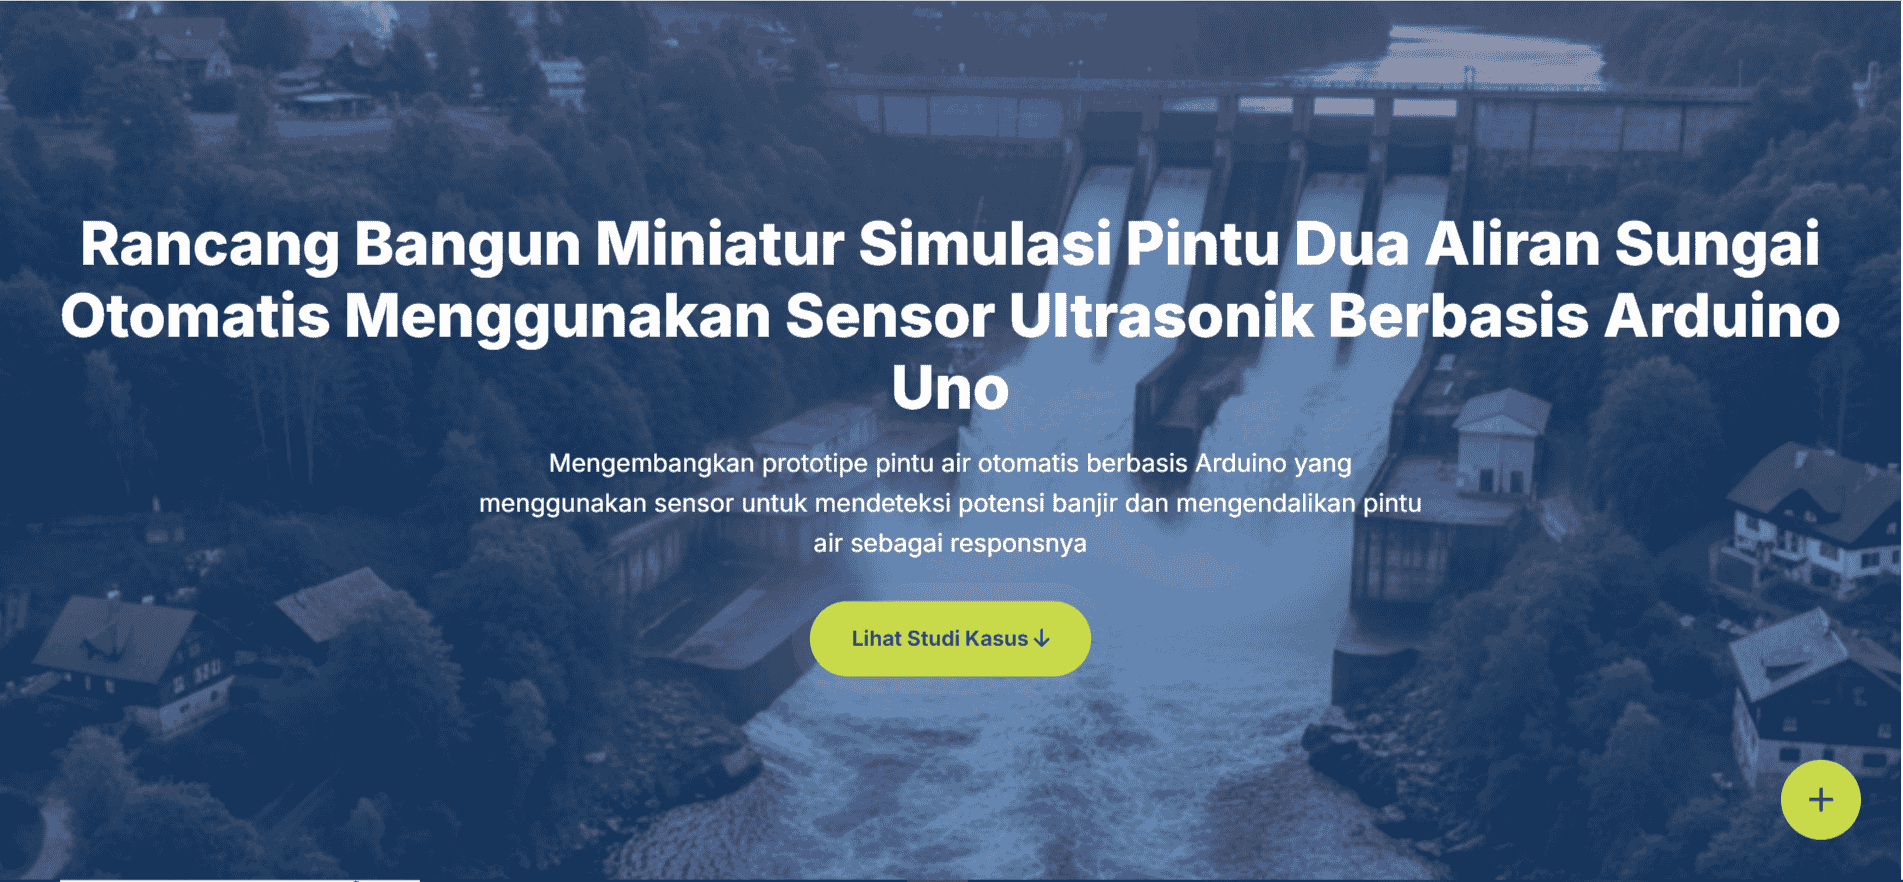 Rancang Bangun Miniatur Simulasi Pintu Dua Aliran Sungai
Otomatis Menggunakan Sensor Ultrasonik Berbasis Arduino
Uno
Mengembangkan prototipe pintu air otomatis berbasis Arduino yang
menggunakan sensor untuk mendeteksi potensi banjir dan mengendalikan pintu
air sebagai responsnya
Lihat Studi Kasus ↓